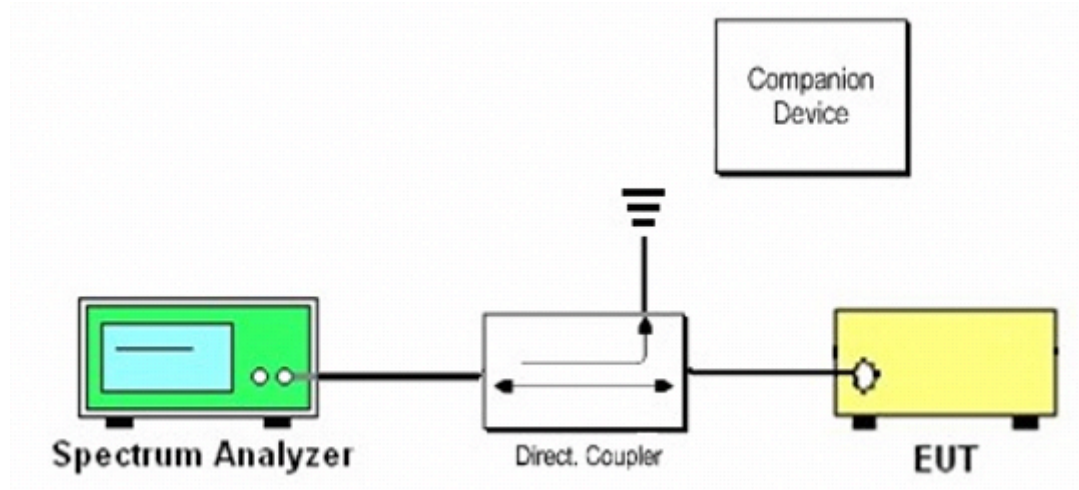 Companion
Device
Spectrum Analyzer
Direct. Coupler
EUT